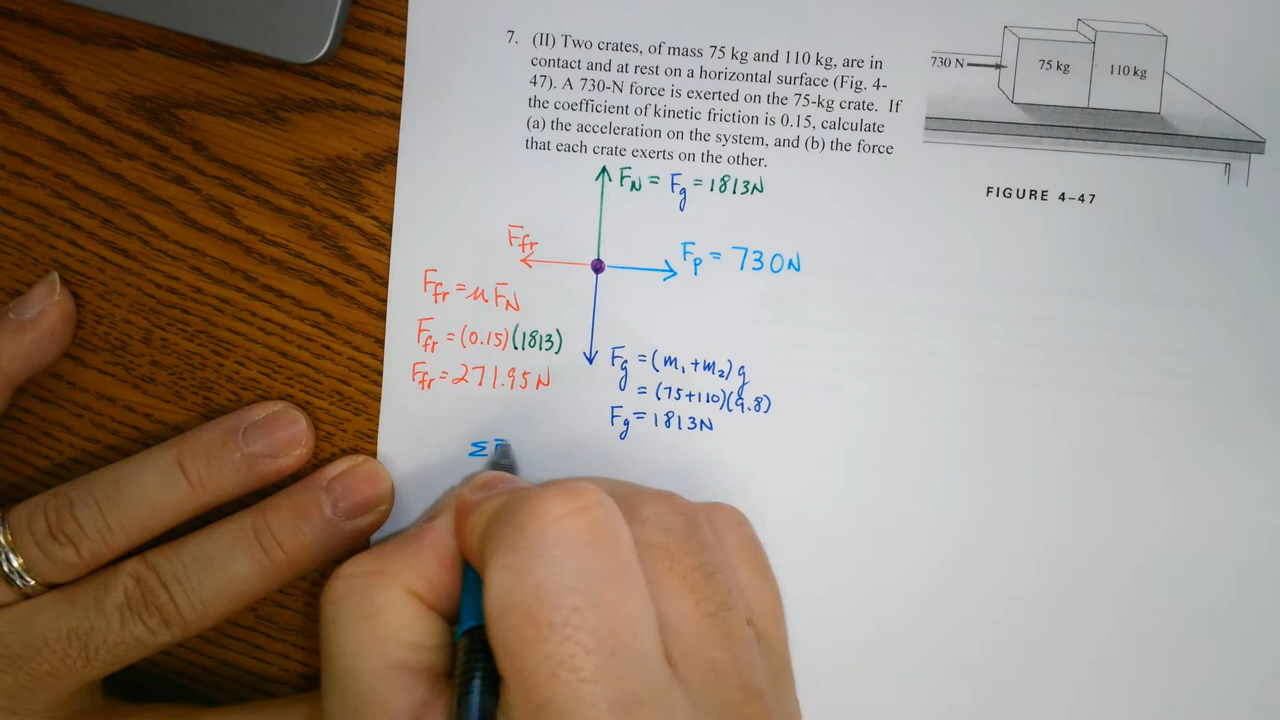 7. (II) Two crates, of mass 75 kg and 110 kg, are in
contact and at rest on a horizontal surface (Fig. 4-
47). A 730-N force is exerted on the 75-kg crate. If
the coefficient of kinetic friction is 0.15, calculate
(a) the acceleration on the system, and (b) the force
that each crate exerts on the other.
730 N
75 kg
110 kg
FIGURE 4-47
F_N = F_g = 1813N
F_fr
F_p = 730N
F_fr = μ F_N
F_fr = (0.15)(1813)
F_fr = 271.95N
F_g = (m₁+m₂)g
= (75+110)(9.8)
F_g = 1813N
Σ